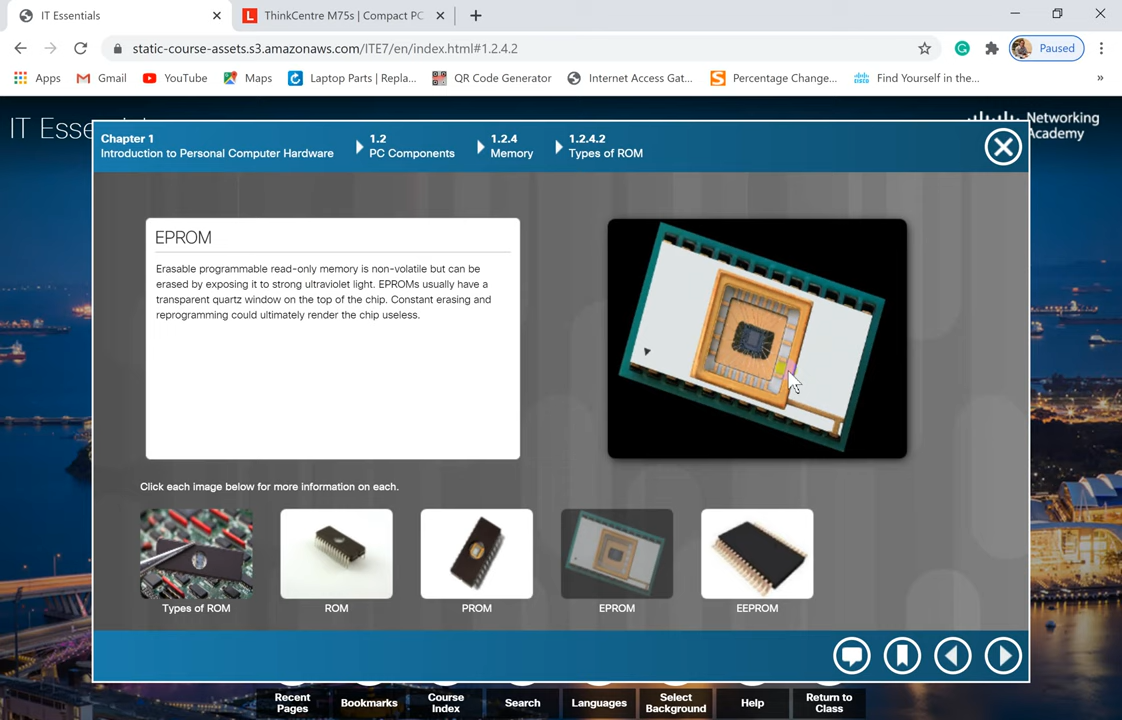 IT Essentials
ThinkCentre M75s | Compact PC
static-course-assets.s3.amazonaws.com/ITE7/en/index.html#1.2.4.2
Paused
Apps
Gmail
YouTube
Maps
Laptop Parts | Repla...
QR Code Generator
Internet Access Gat...
Percentage Change...
Find Yourself in the...
»
IT Esse
Networking
Academy
Chapter 1
Introduction to Personal Computer Hardware
1.2
PC Components
1.2.4
Memory
1.2.4.2
Types of ROM
EPROM
Erasable programmable read-only memory is non-volatile but can be
erased by exposing it to strong ultraviolet light. EPROMs usually have a
transparent quartz window on the top of the chip. Constant erasing and
reprogramming could ultimately render the chip useless.
Click each image below for more information on each.
Types of ROM
ROM
PROM
EPROM
EEPROM
Recent
Pages
Bookmarks
Course
Index
Search
Languages
Select
Background
Help
Return to
Class